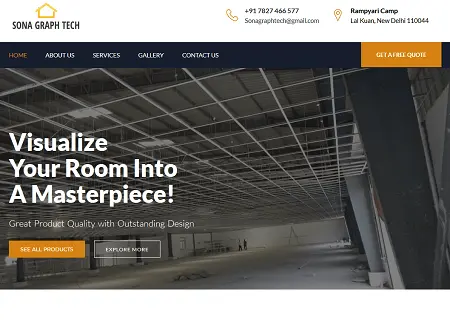 SONA GRAPH TECH
+91 7827 466 577
Sonagraphtech@gmail.com
Rampyari Camp
Lal Kuan, New Delhi 110044
HOME ABOUT US SERVICES GALLERY CONTACT US GET A FREE QUOTE
Visualize
Your Room Into
A Masterpiece!
Great Product Quality with Outstanding Design
SEE ALL PRODUCTS EXPLORE MORE